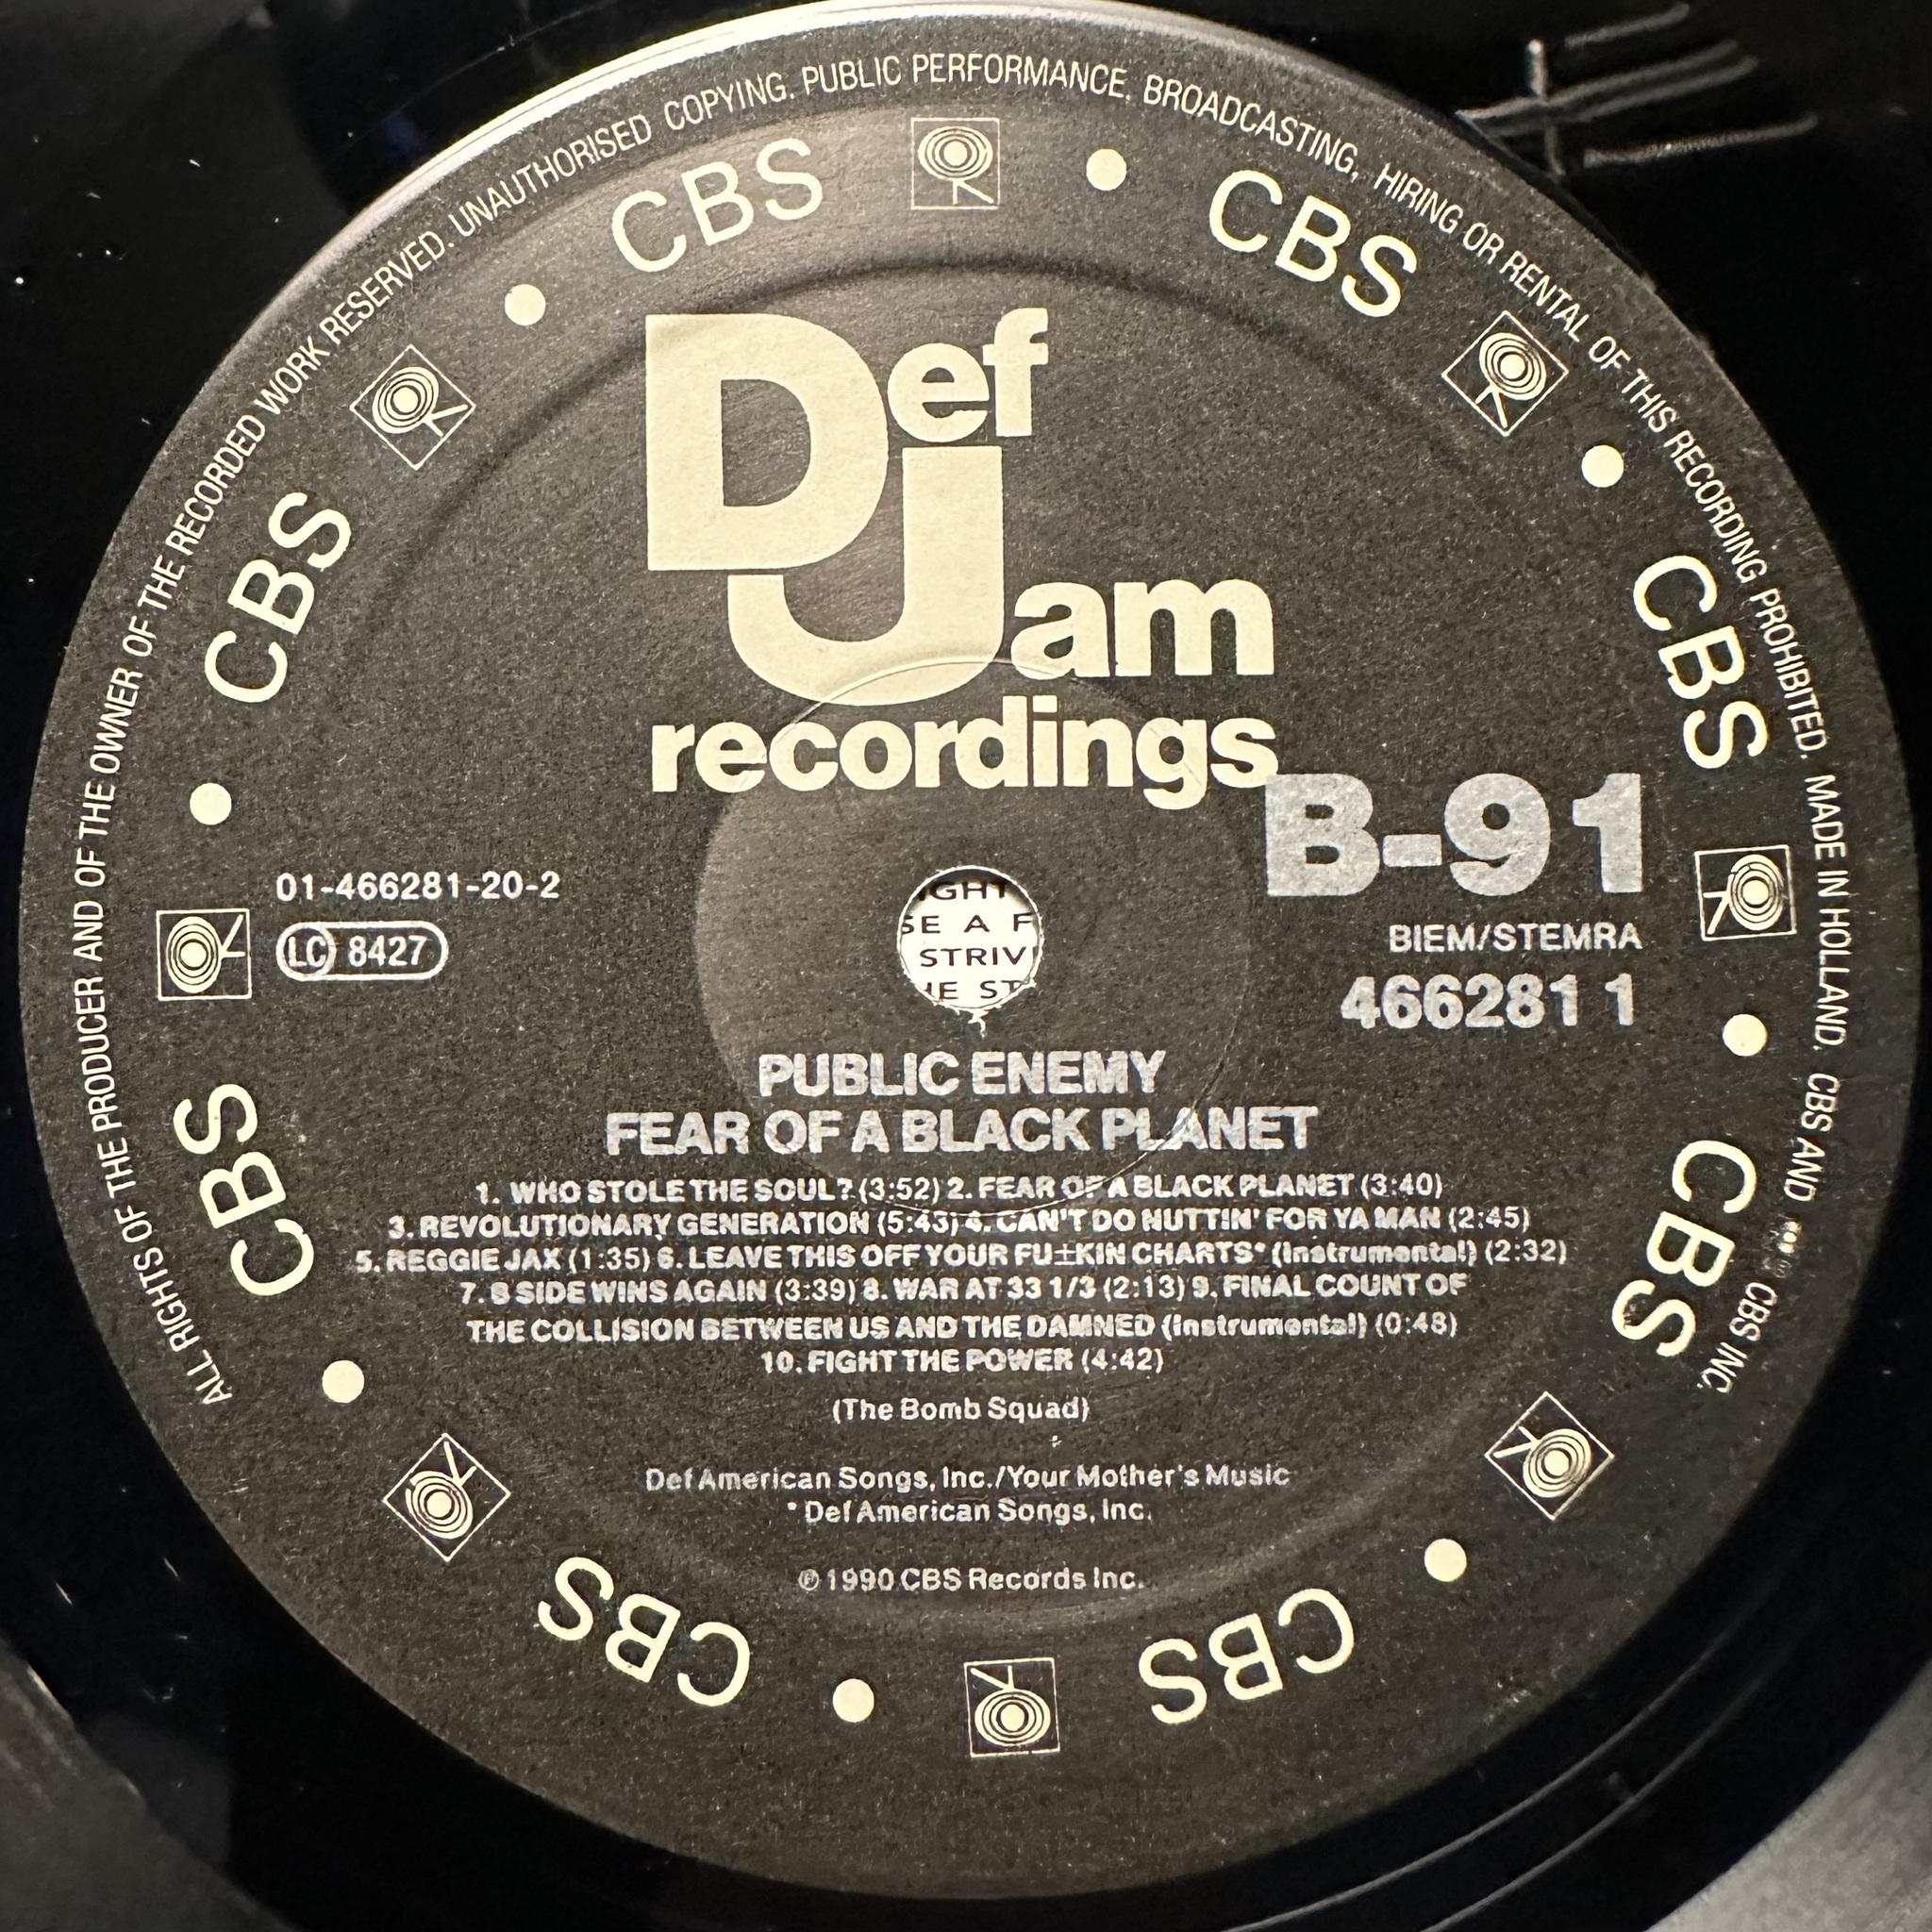 ALL RIGHTS OF THE PRODUCER AND OF THE OWNER OF THE RECORDED WORK RESERVED. UNAUTHORISED COPYING. PUBLIC PERFORMANCE. BROADCASTING, HIRING OR RENTAL OF THIS RECORDING PROHIBITED. MADE IN HOLLAND. CBS AND CBS INC.
CBS
CBS
CBS
CBS
CBS
CBS
CBS
CBS
Def
Jam
recordings
B-91
01-466281-20-2
LC 8427
BIEM/STEMRA
466281 1
IGHT
SE A F
STRIV
E ST
PUBLIC ENEMY
FEAR OF A BLACK PLANET
1. WHO STOLE THE SOUL? (3:52) 2. FEAR OF A BLACK PLANET (3:40)
3. REVOLUTIONARY GENERATION (5:43) 4. CAN'T DO NUTTIN' FOR YA MAN (2:45)
5. REGGIE JAX (1:35) 6. LEAVE THIS OFF YOUR FU±KIN CHARTS* (Instrumental) (2:32)
7. B SIDE WINS AGAIN (3:39) 8. WAR AT 33 1/3 (2:13) 9. FINAL COUNT OF
THE COLLISION BETWEEN US AND THE DAMNED (Instrumental) (0:48)
10. FIGHT THE POWER (4:42)
(The Bomb Squad)
Def American Songs, Inc./Your Mother's Music
* Def American Songs, Inc.
℗ 1990 CBS Records Inc.